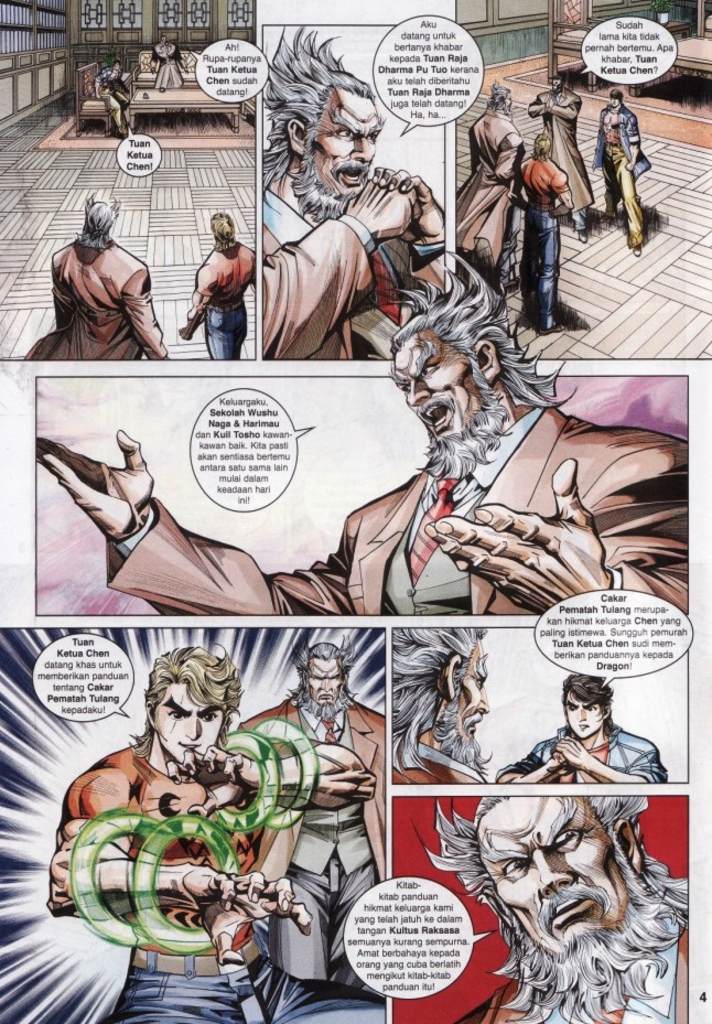 Ah!
Rupa-rupanya
Tuan Ketua
Chen sudah
datang!
Tuan
Ketua
Chen!
Aku
datang untuk
bertanya khabar
kepada Tuan Raja
Dharma Pu Tuo kerana
aku telah diberitahu
Tuan Raja Dharma
juga telah datang!
Ha, ha...
Sudah
lama kita tidak
pernah bertemu. Apa
khabar, Tuan
Ketua Chen?
Keluargaku,
Sekolah Wushu
Naga & Harimau
dan Kuil Tosho kawan-
kawan baik. Kita pasti
akan sentiasa bertemu
antara satu sama lain
mulai dalam
keadaan hari
ini!
Tuan
Ketua Chen
datang khas untuk
memberikan panduan
tentang Cakar
Pematah Tulang
kepadaku!
Cakar
Pematah Tulang merupa-
kan hikmat keluarga Chen yang
paling istimewa. Sungguh pemurah
Tuan Ketua Chen sudi mem-
berikan panduannya kepada
Dragon!
Kitab-
kitab panduan
hikmat keluarga kami
yang telah jatuh ke dalam
tangan Kultus Raksasa
semuanya kurang sempurna.
Amat berbahaya kepada
orang yang cuba berlatih
mengikut kitab-kitab
panduan itu!
4